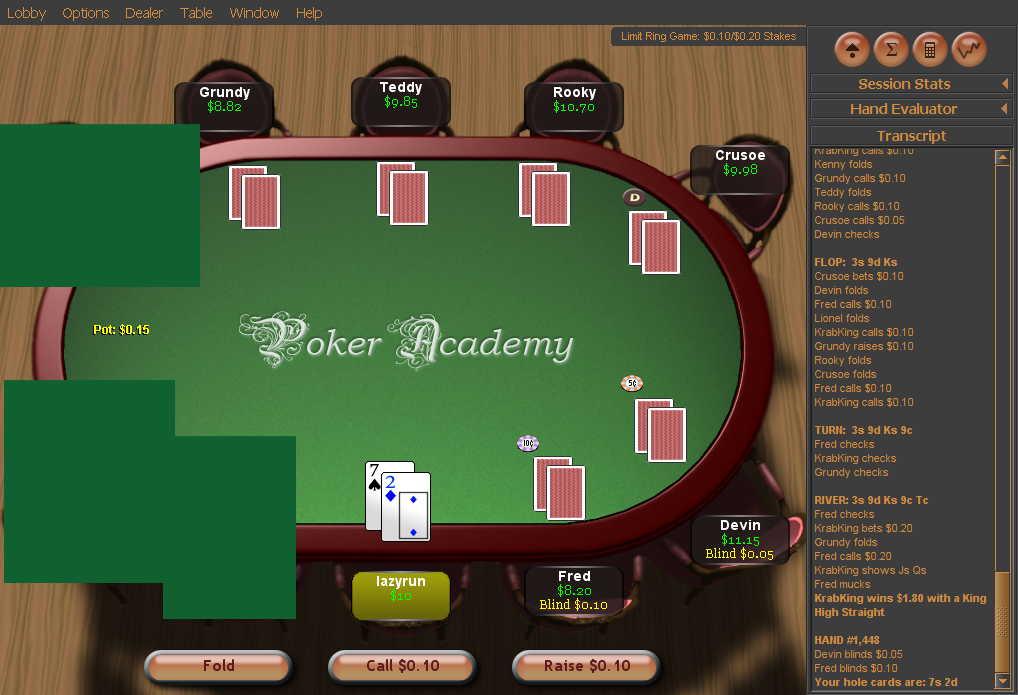 Lobby Options Dealer Table Window Help
Limit Ring Game: $0.10/$0.20 Stakes
Grundy
$8.82
Teddy
$9.85
Rooky
$10.70
Crusoe
$9.98
D
Pot: $0.15
Poker Academy
5¢
10¢
7
2
Devin
$11.15
Blind $0.05
lazyrun
$10
Fred
$8.20
Blind $0.10
Fold
Call $0.10
Raise $0.10
Σ
Session Stats
Hand Evaluator
Transcript
KrabKing calls $0.10
Kenny folds
Grundy calls $0.10
Teddy folds
Rooky calls $0.10
Crusoe calls $0.05
Devin checks
FLOP: 3s 9d Ks
Crusoe bets $0.10
Devin folds
Fred calls $0.10
Lionel folds
KrabKing calls $0.10
Grundy raises $0.10
Rooky folds
Crusoe folds
Fred calls $0.10
KrabKing calls $0.10
TURN: 3s 9d Ks 9c
Fred checks
KrabKing checks
Grundy checks
RIVER: 3s 9d Ks 9c Tc
Fred checks
KrabKing bets $0.20
Grundy folds
Fred calls $0.20
KrabKing shows Js Qs
Fred mucks
KrabKing wins $1.80 with a King
High Straight
HAND #1,448
Devin blinds $0.05
Fred blinds $0.10
Your hole cards are: 7s 2d